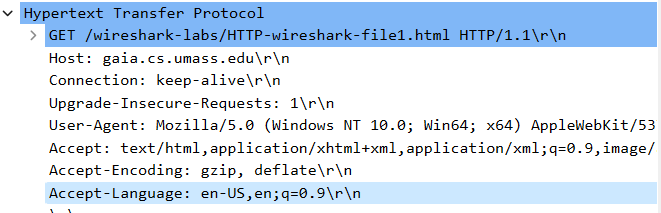 Hypertext Transfer Protocol
GET /wireshark-labs/HTTP-wireshark-file1.html HTTP/1.1\r\n
Host: gaia.cs.umass.edu\r\n
Connection: keep-alive\r\n
Upgrade-Insecure-Requests: 1\r\n
User-Agent: Mozilla/5.0 (Windows NT 10.0; Win64; x64) AppleWebKit/53
Accept: text/html,application/xhtml+xml,application/xml;q=0.9,image/
Accept-Encoding: gzip, deflate\r\n
Accept-Language: en-US,en;q=0.9\r\n